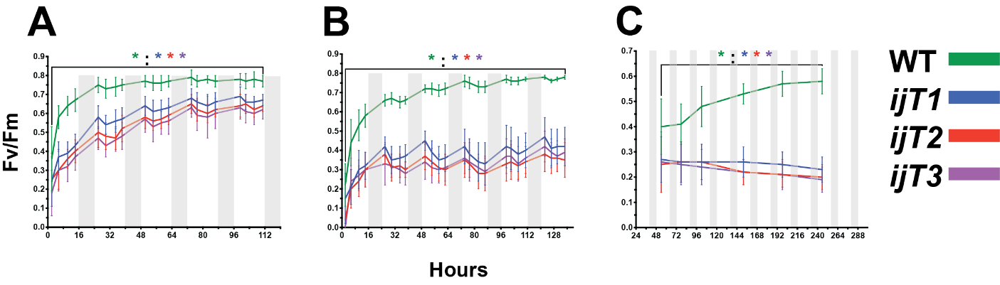 A
B
C
Fv/Fm
0.9
0.8
0.7
0.6
0.5
0.4
0.3
0.2
0.1
0.0
* : * * *
0 16 32 48 64 80 96 112
0.9
0.8
0.7
0.6
0.5
0.4
0.3
0.2
0.1
0.0
* : * * *
0 16 32 48 64 80 96 112 128
0.7
0.6
0.5
0.4
0.3
0.2
0.1
0.0
* : * * *
24 48 72 96 120 144 168 192 216 240 264 288
Hours
WT
ijT1
ijT2
ijT3